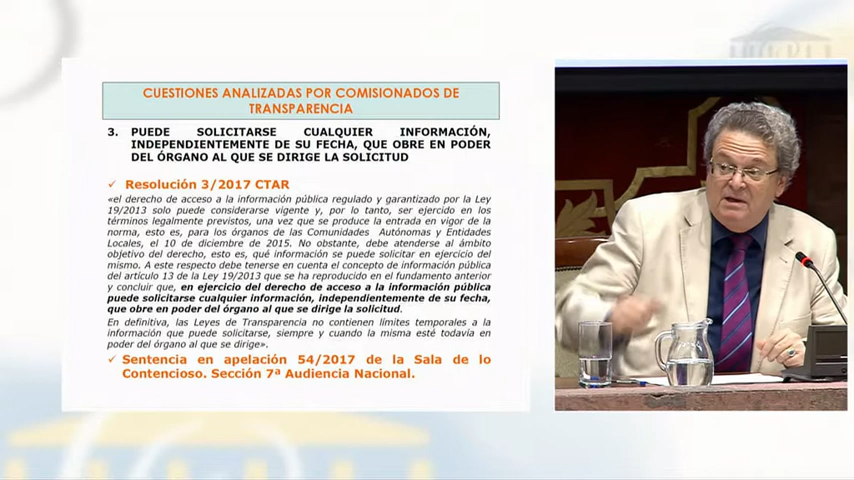 CUESTIONES ANALIZADAS POR COMISIONADOS DE
TRANSPARENCIA
3. PUEDE SOLICITARSE CUALQUIER INFORMACIÓN,
INDEPENDIENTEMENTE DE SU FECHA, QUE OBRE EN PODER
DEL ÓRGANO AL QUE SE DIRIGE LA SOLICITUD
✓ Resolución 3/2017 CTAR
«el derecho de acceso a la información pública regulado y garantizado por la Ley
19/2013 solo puede considerarse vigente y, por lo tanto, ser ejercido en los
términos legalmente previstos, una vez que se produce la entrada en vigor de la
norma, esto es, para los órganos de las Comunidades Autónomas y Entidades
Locales, el 10 de diciembre de 2015. No obstante, debe atenderse al ámbito
objetivo del derecho, esto es, qué información se puede solicitar en ejercicio del
mismo. A este respecto debe tenerse en cuenta el concepto de información pública
del artículo 13 de la Ley 19/2013 que se ha reproducido en el fundamento anterior
y concluir que, en ejercicio del derecho de acceso a la información pública
puede solicitarse cualquier información, independientemente de su fecha,
que obre en poder del órgano al que se dirige la solicitud.
En definitiva, las Leyes de Transparencia no contienen límites temporales a la
información que puede solicitarse, siempre y cuando la misma esté todavía en
poder del órgano al que se dirige».
✓ Sentencia en apelación 54/2017 de la Sala de lo
Contencioso. Sección 7ª Audiencia Nacional.